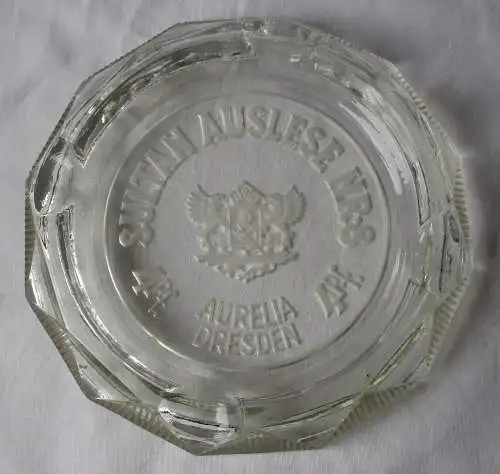 SULTAN AUSLESE NR:8
4Pf.
4Pf.
AURELIA
DRESDEN